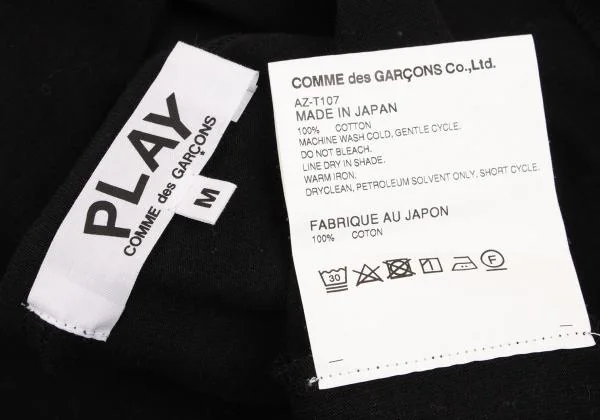 PLAY
COMME des GARÇONS
M
COMME des GARÇONS Co.,Ltd.
AZ-T107
MADE IN JAPAN
100% COTTON
MACHINE WASH COLD, GENTLE CYCLE.
DO NOT BLEACH.
LINE DRY IN SHADE.
WARM IRON.
DRYCLEAN, PETROLEUM SOLVENT ONLY, SHORT CYCLE.
FABRIQUE AU JAPON
100% COTON
30 F